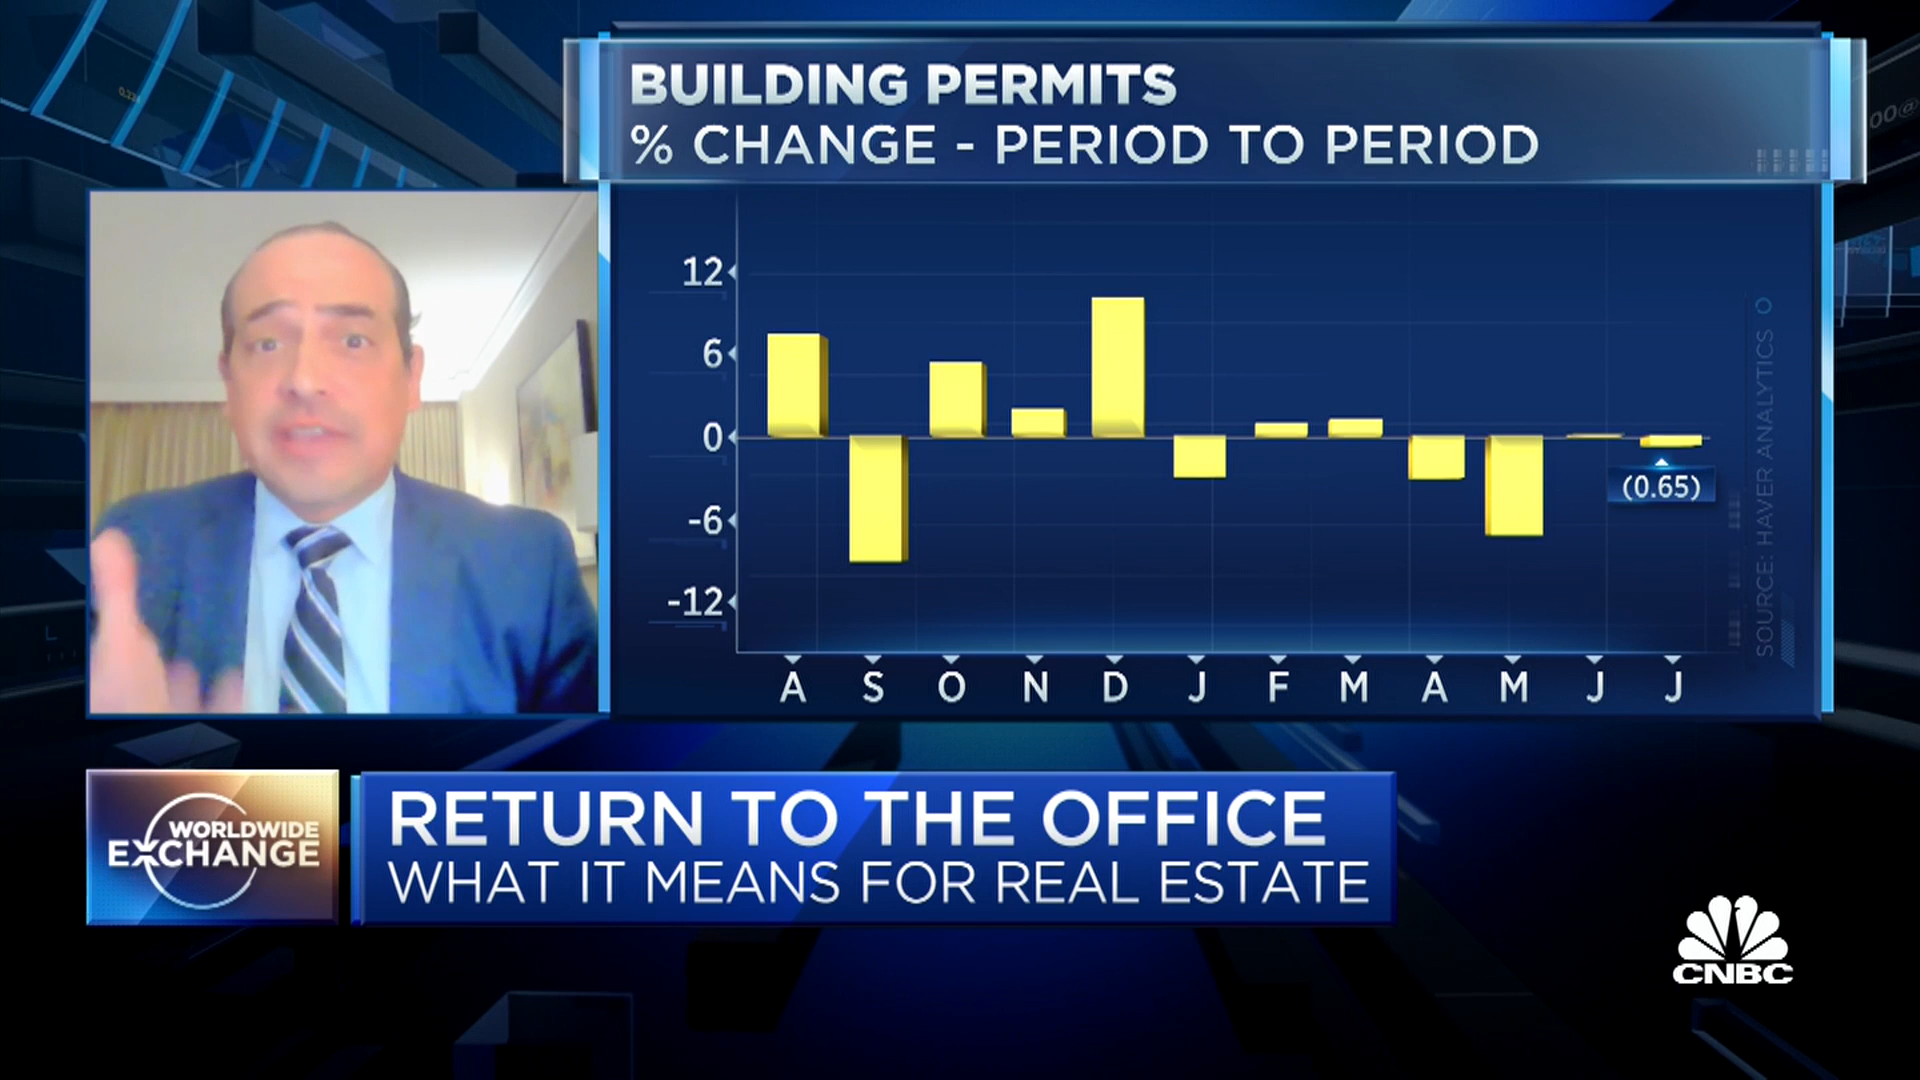 BUILDING PERMITS
% CHANGE - PERIOD TO PERIOD
12
6
0
-6
-12
(0.65)
A S O N D J F M A M J J
SOURCE: HAVER ANALYTICS
WORLDWIDE
EXCHANGE
RETURN TO THE OFFICE
WHAT IT MEANS FOR REAL ESTATE
CNBC